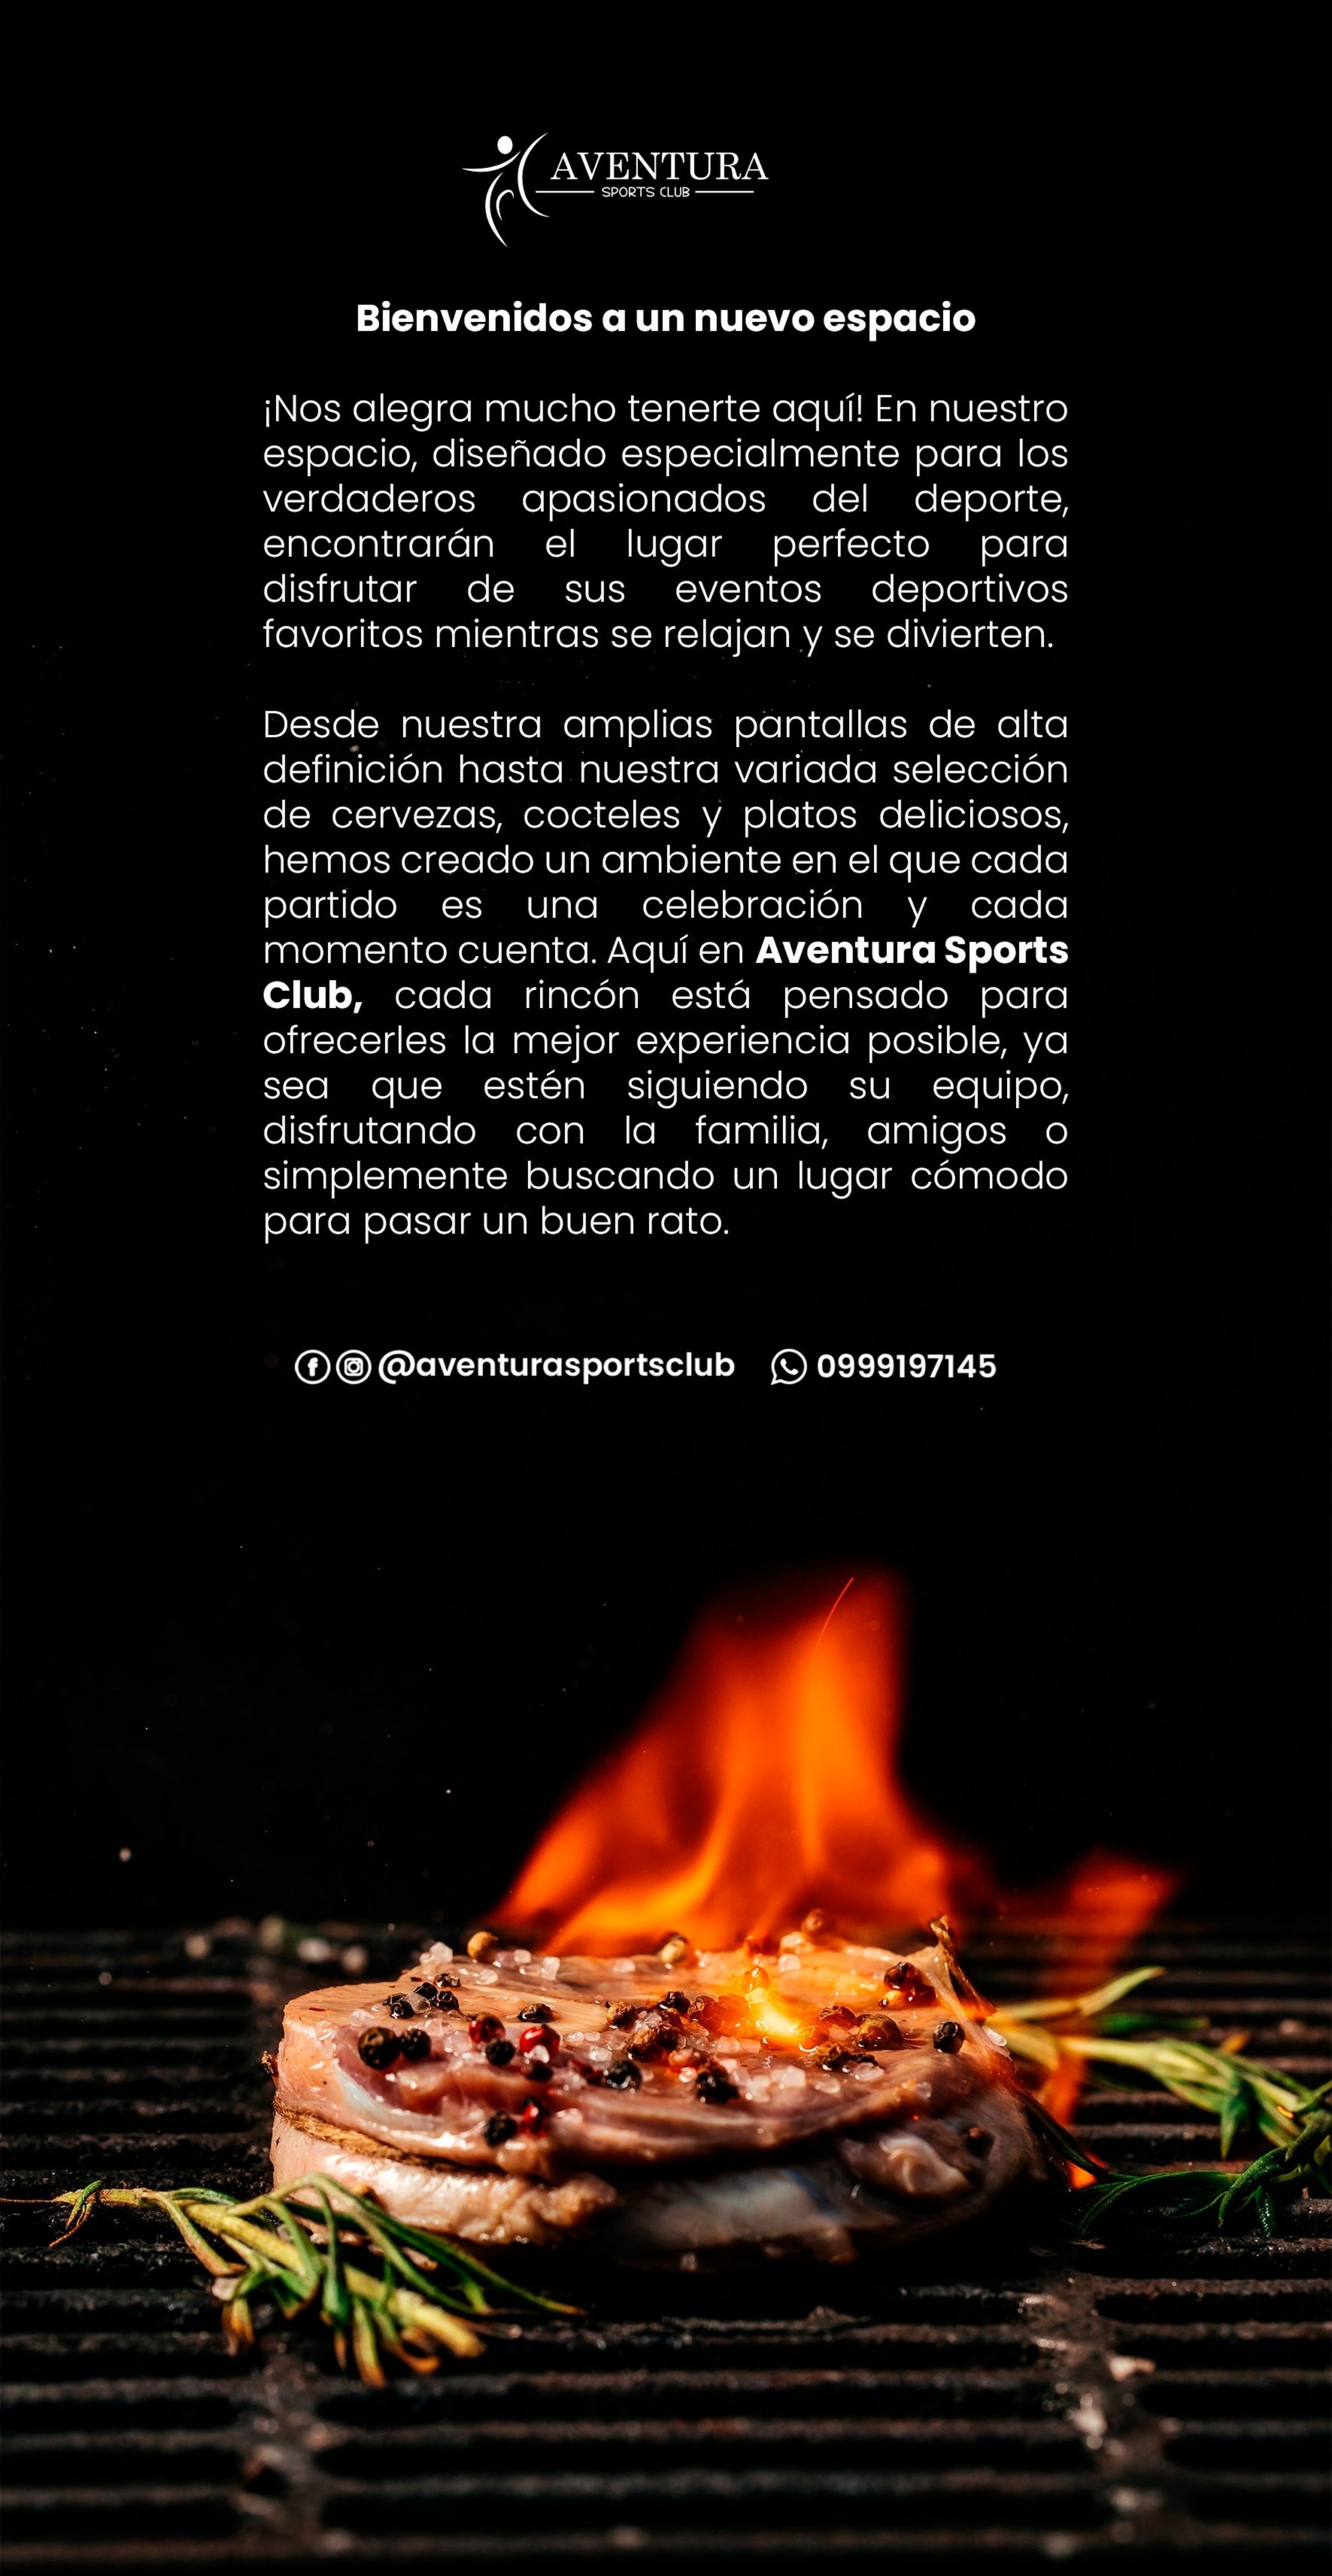 AVENTURA
SPORTS CLUB
Bienvenidos a un nuevo espacio
¡Nos alegra mucho tenerte aquí! En nuestro
espacio, diseñado especialmente para los
verdaderos apasionados del deporte,
encontrarán el lugar perfecto para
disfrutar de sus eventos deportivos
favoritos mientras se relajan y se divierten.
Desde nuestra amplias pantallas de alta
definición hasta nuestra variada selección
de cervezas, cocteles y platos deliciosos,
hemos creado un ambiente en el que cada
partido es una celebración y cada
momento cuenta. Aquí en Aventura Sports
Club, cada rincón está pensado para
ofrecerles la mejor experiencia posible, ya
sea que estén siguiendo su equipo,
disfrutando con la familia, amigos o
simplemente buscando un lugar cómodo
para pasar un buen rato.
@aventurasportsclub 0999197145